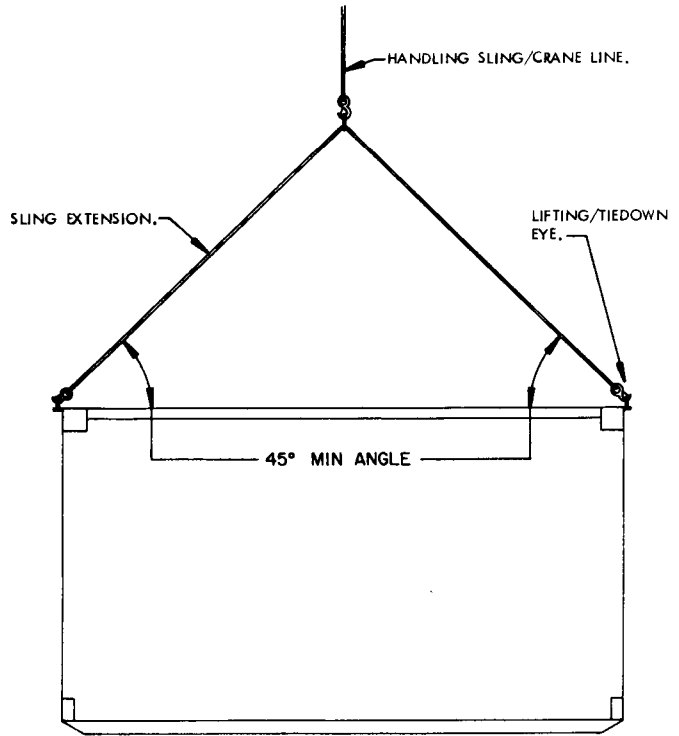 HANDLING SLING/CRANE LINE.
SLING EXTENSION.
LIFTING/TIEDOWN
EYE.
45° MIN ANGLE